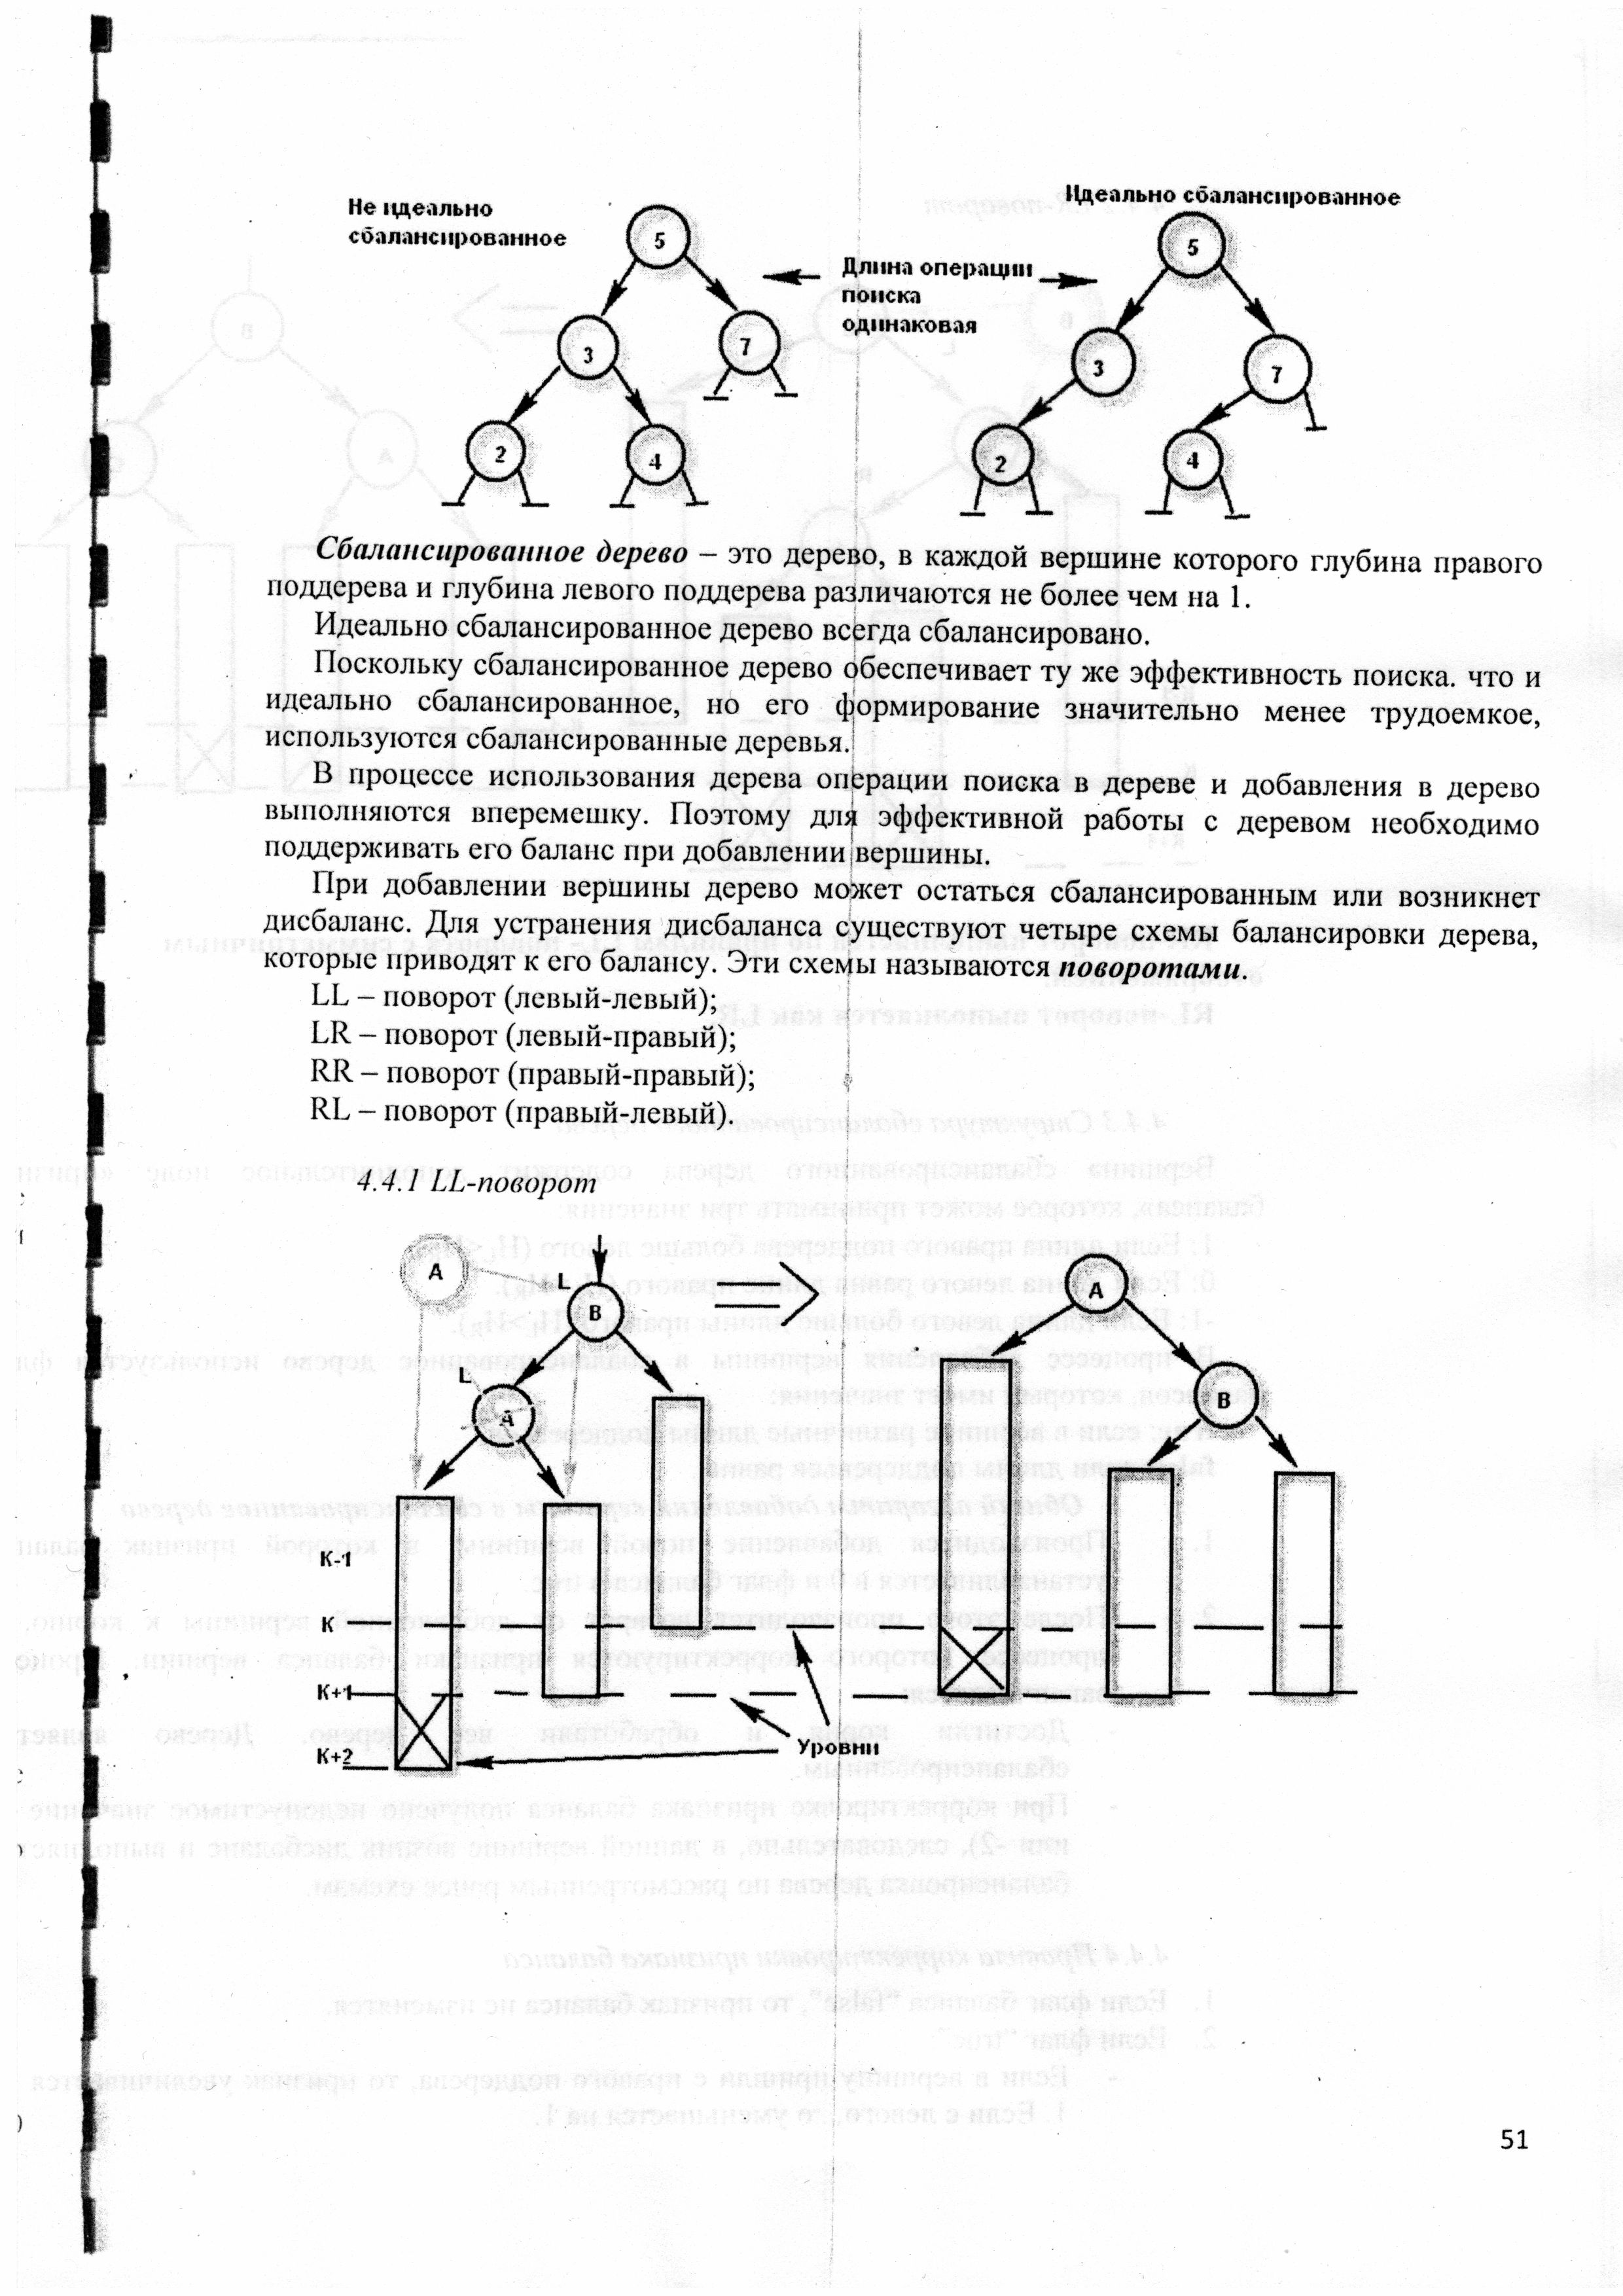 Не идеально
сбалансированное
Идеально сбалансированное
Длина операции
поиска
одинаковая
5
3
7
2
4
5
3
7
2
4
Сбалансированное дерево – это дерево, в каждой вершине которого глубина правого
поддерева и глубина левого поддерева различаются не более чем на 1.
Идеально сбалансированное дерево всегда сбалансировано.
Поскольку сбалансированное дерево обеспечивает ту же эффективность поиска. что и
идеально сбалансированное, но его формирование значительно менее трудоемкое,
используются сбалансированные деревья.
В процессе использования дерева операции поиска в дереве и добавления в дерево
выполняются вперемешку. Поэтому для эффективной работы с деревом необходимо
поддерживать его баланс при добавлении вершины.
При добавлении вершины дерево может остаться сбалансированным или возникнет
дисбаланс. Для устранения дисбаланса существуют четыре схемы балансировки дерева,
которые приводят к его балансу. Эти схемы называются поворотами.
LL – поворот (левый-левый);
LR – поворот (левый-правый);
RR – поворот (правый-правый);
RL – поворот (правый-левый).
4.4.1 LL-поворот
A
L
B
L
A
A
B
K-1
K
K+1
K+2
Уровни
51